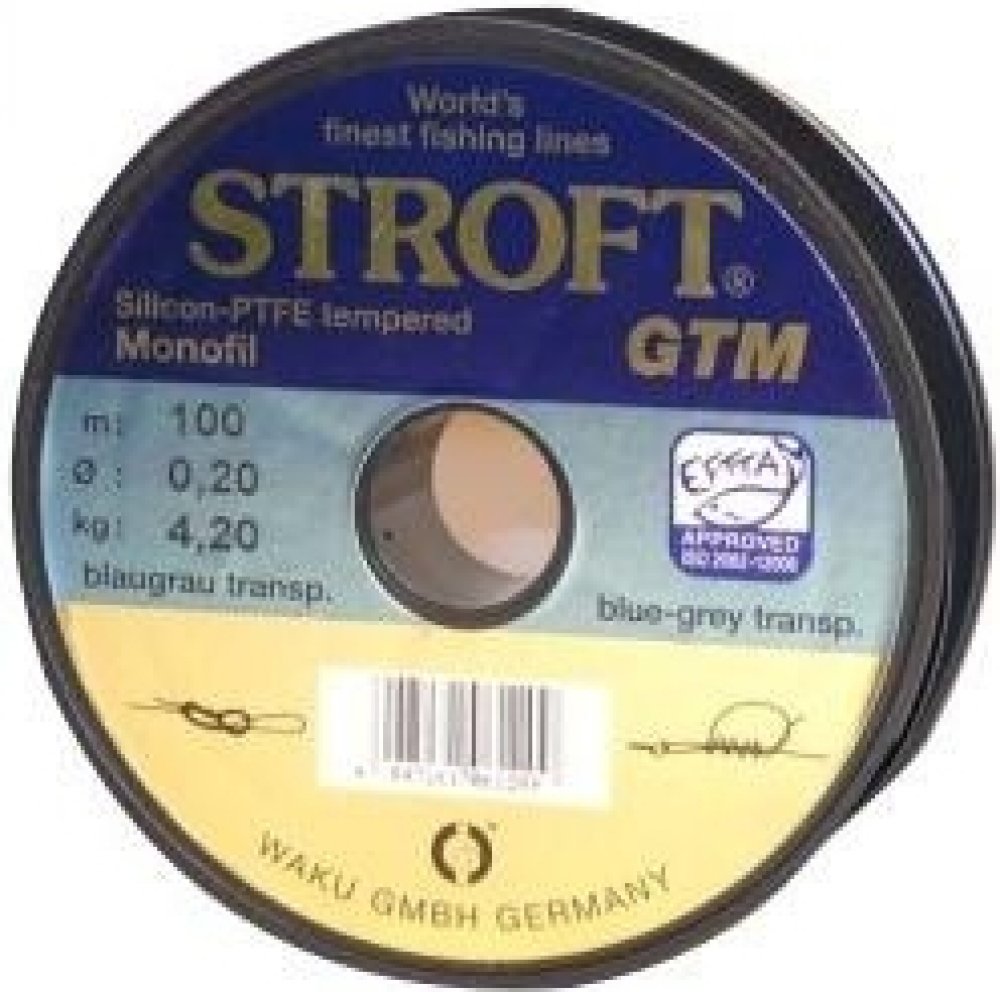 World's
finest fishing lines
STROFT®
GTM
Silicon-PTFE tempered
Monofil
m: 100
Ø : 0,20
kg: 4,20
blaugrau transp.
blue-grey transp.
APPROVED
WAKU GMBH GERMANY